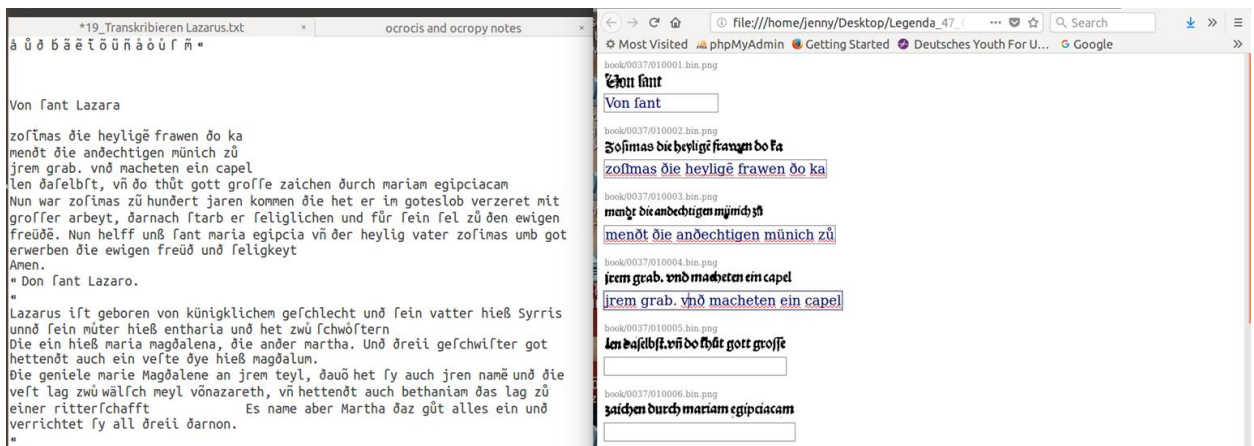 *19_Transkribieren Lazarus.txt × ocrocis and ocropy notes ×
å ů ð ƃ ã ẽ ĩ õ ũ ñ à ò ù ſ m̃ "
Von ſant Lazara
zoſĩmas ðie heyligẽ frawen ðo ka
menðt ðie anðechtigen münich zů
jrem grab. vnð macheten ein capel
len ðaſelbſt, vñ ðo thůt gott groſſe zaichen ðurch mariam egipciacam
Nun war zoſimas zũ hunðert jaren kommen ðie het er im goteslob verzeret mit
groſſer arbeyt, ðarnach ſtarb er ſeliglichen und fůr ſein ſel zů ðen ewigen
freüðẽ. Nun helff unß ſant maria egipcia vñ ðer heylig vater zoſimas umb got
erwerben ðie ewigen freüð und ſeligkeyt
Amen.
" Don ſant Lazaro.
"
Lazarus iſt geboren von künigklichem geſchlecht unð ſein vatter hieß Syrris
unnð ſein můter hieß entharia unð het zwů ſchwöſtern
Die ein hieß maria magðalena, ðie anðer martha. Unð ðreii geſchwiſter got
hettenðt auch ein veſte ðye hieß magðalum.
Ðie geniele marie Magðalene an jrem teyl, ðauõ het ſy auch jren namẽ unð ðie
veſt lag zwů wälſch meyl võnazareth, vñ hettenðt auch bethaniam ðas lag zů
einer ritterſchafft Es name aber Martha ðaz gůt alles ein unð
verrichtet ſy all ðreii ðarnon.
"
file:///home/jenny/Desktop/Legenda_47_ Search
Most Visited phpMyAdmin Getting Started Deutsches Youth For U... G Google
book/0037/010001.bin.png
Von ſant
Von ſant
book/0037/010002.bin.png
Zoſimas die heyligẽ frawen do ka
zoſĩmas ðie heyligẽ frawen ðo ka
book/0037/010003.bin.png
mendt die andechtigen münich zů
menðt ðie anðechtigen münich zů
book/0037/010004.bin.png
jrem grab. vnd macheten ein capel
jrem grab. vnð macheten ein capel
book/0037/010005.bin.png
len daſelbſt.vñ do thůt gott groſſe
book/0037/010006.bin.png
zaichen durch mariam egipciacam